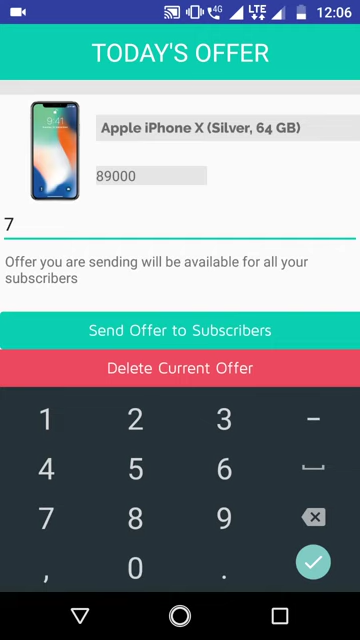 4G LTE 12:06
TODAY'S OFFER
9:41
Apple iPhone X (Silver, 64 GB)
89000
7
Offer you are sending will be available for all your
subscribers
Send Offer to Subscribers
Delete Current Offer
1 2 3 –
4 5 6
7 8 9
, 0 .